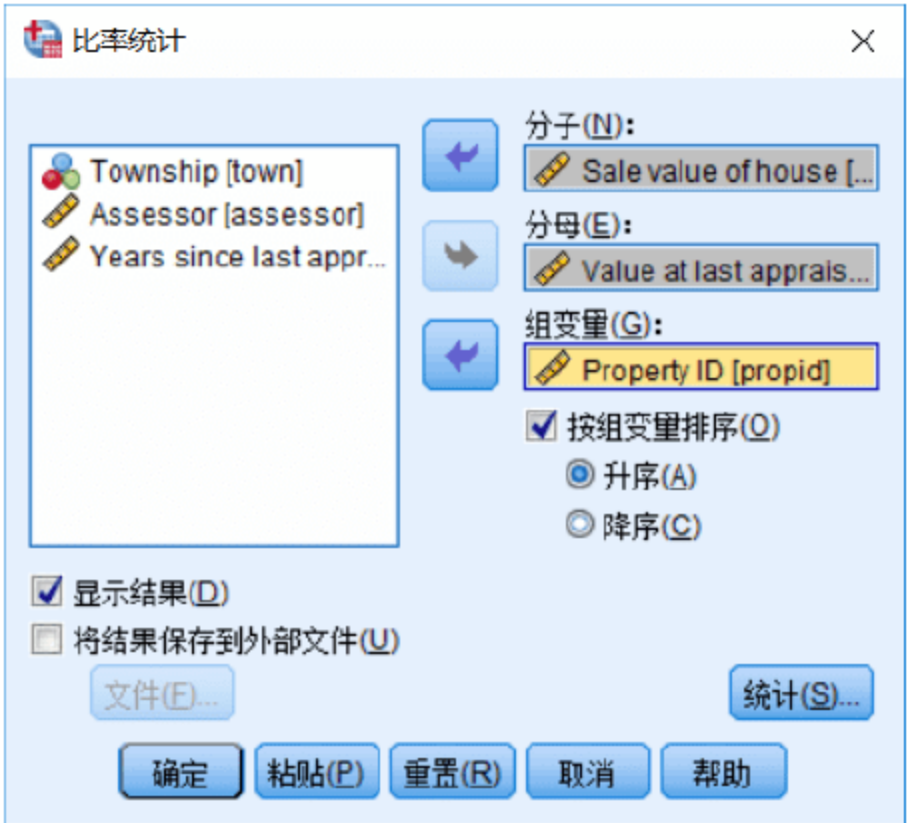 比率统计
Township [town]
Assessor [assessor]
Years since last appr...
分子(N):
Sale value of house [...
分母(E):
Value at last apprais...
组变量(G):
Property ID [propid]
按组变量排序(O)
升序(A)
降序(C)
显示结果(D)
将结果保存到外部文件(U)
文件(F)...
统计(S)...
确定 粘贴(P) 重置(R) 取消 帮助